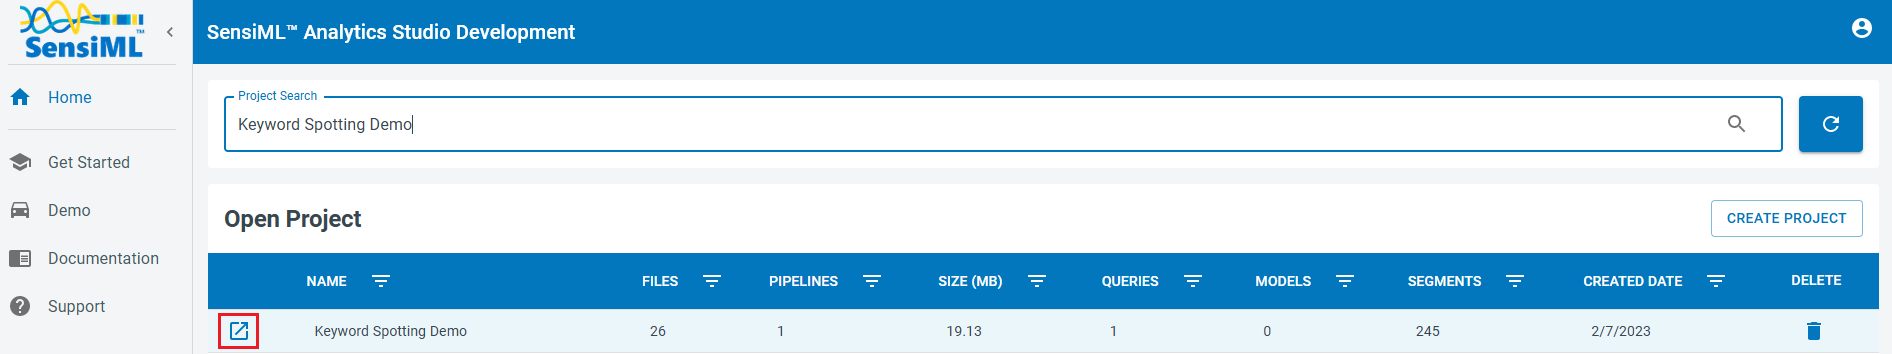 SensiML™
SensiML™ Analytics Studio Development
Home
Get Started
Demo
Documentation
Support
Project Search
Keyword Spotting Demo
Open Project
CREATE PROJECT
NAME FILES PIPELINES SIZE (MB) QUERIES MODELS SEGMENTS CREATED DATE DELETE
Keyword Spotting Demo 26 1 19.13 1 0 245 2/7/2023